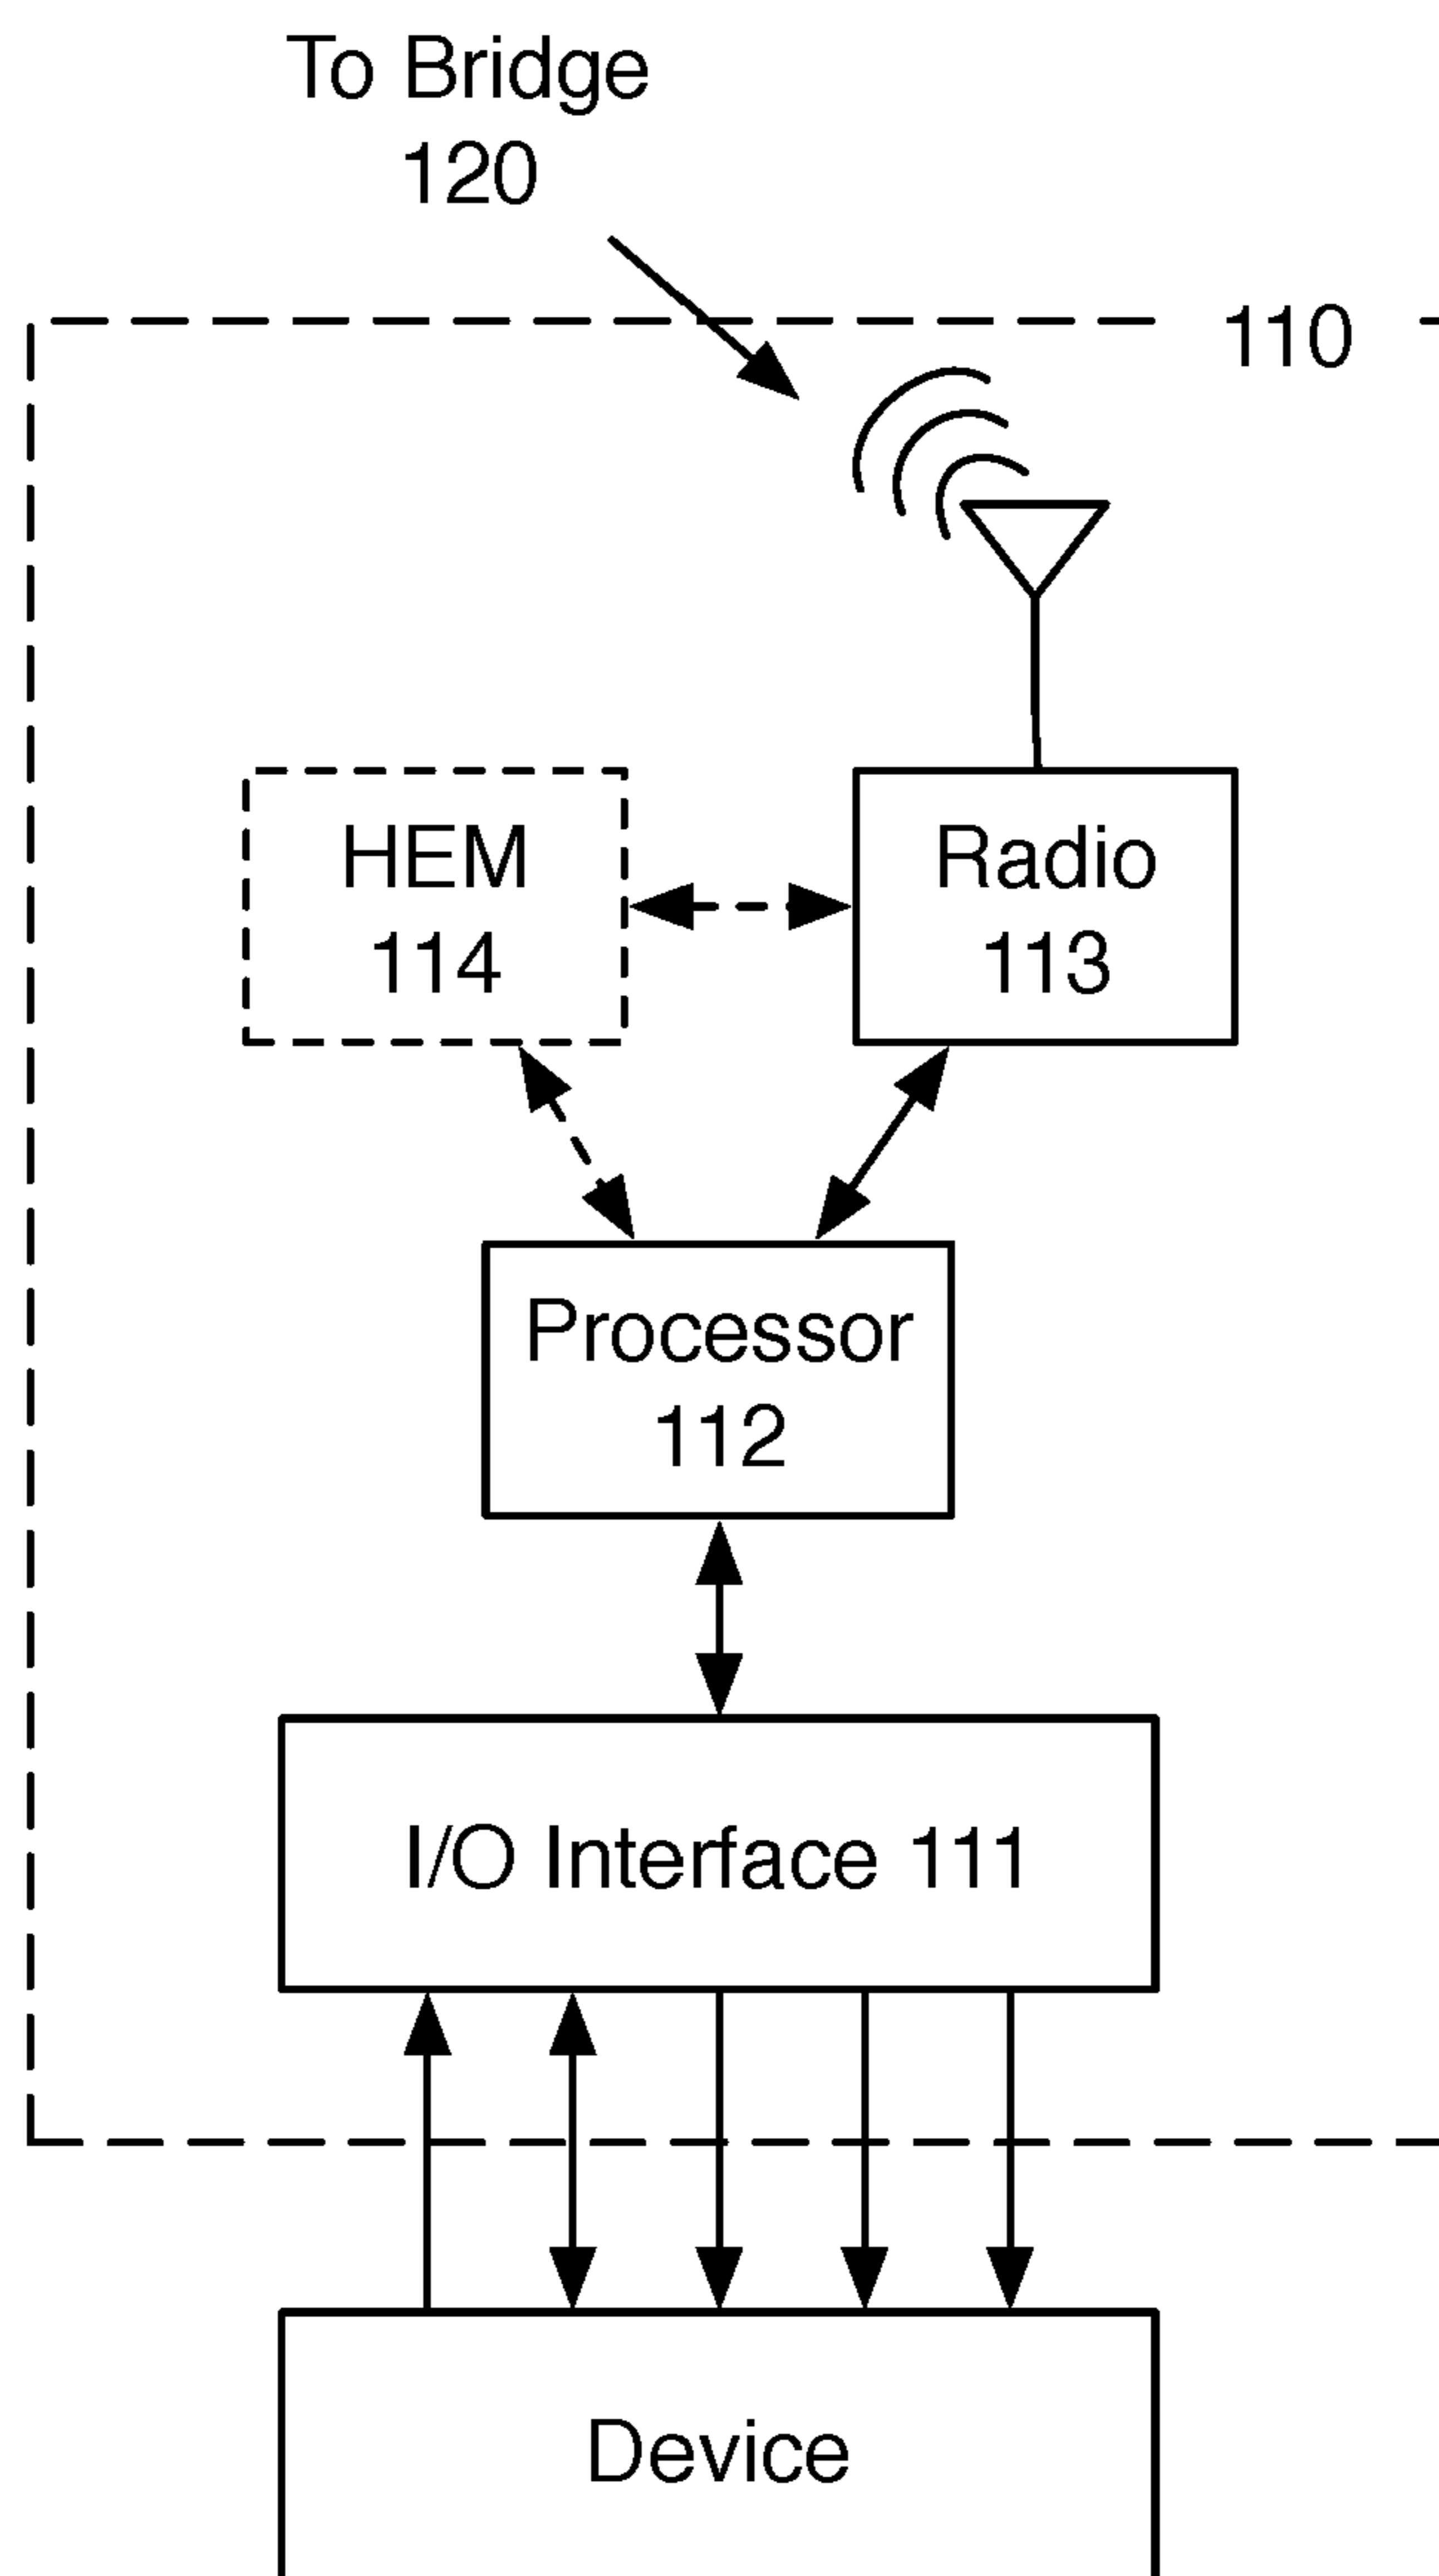 To Bridge
120
110
HEM
114
Radio
113
Processor
112
I/O Interface 111
Device